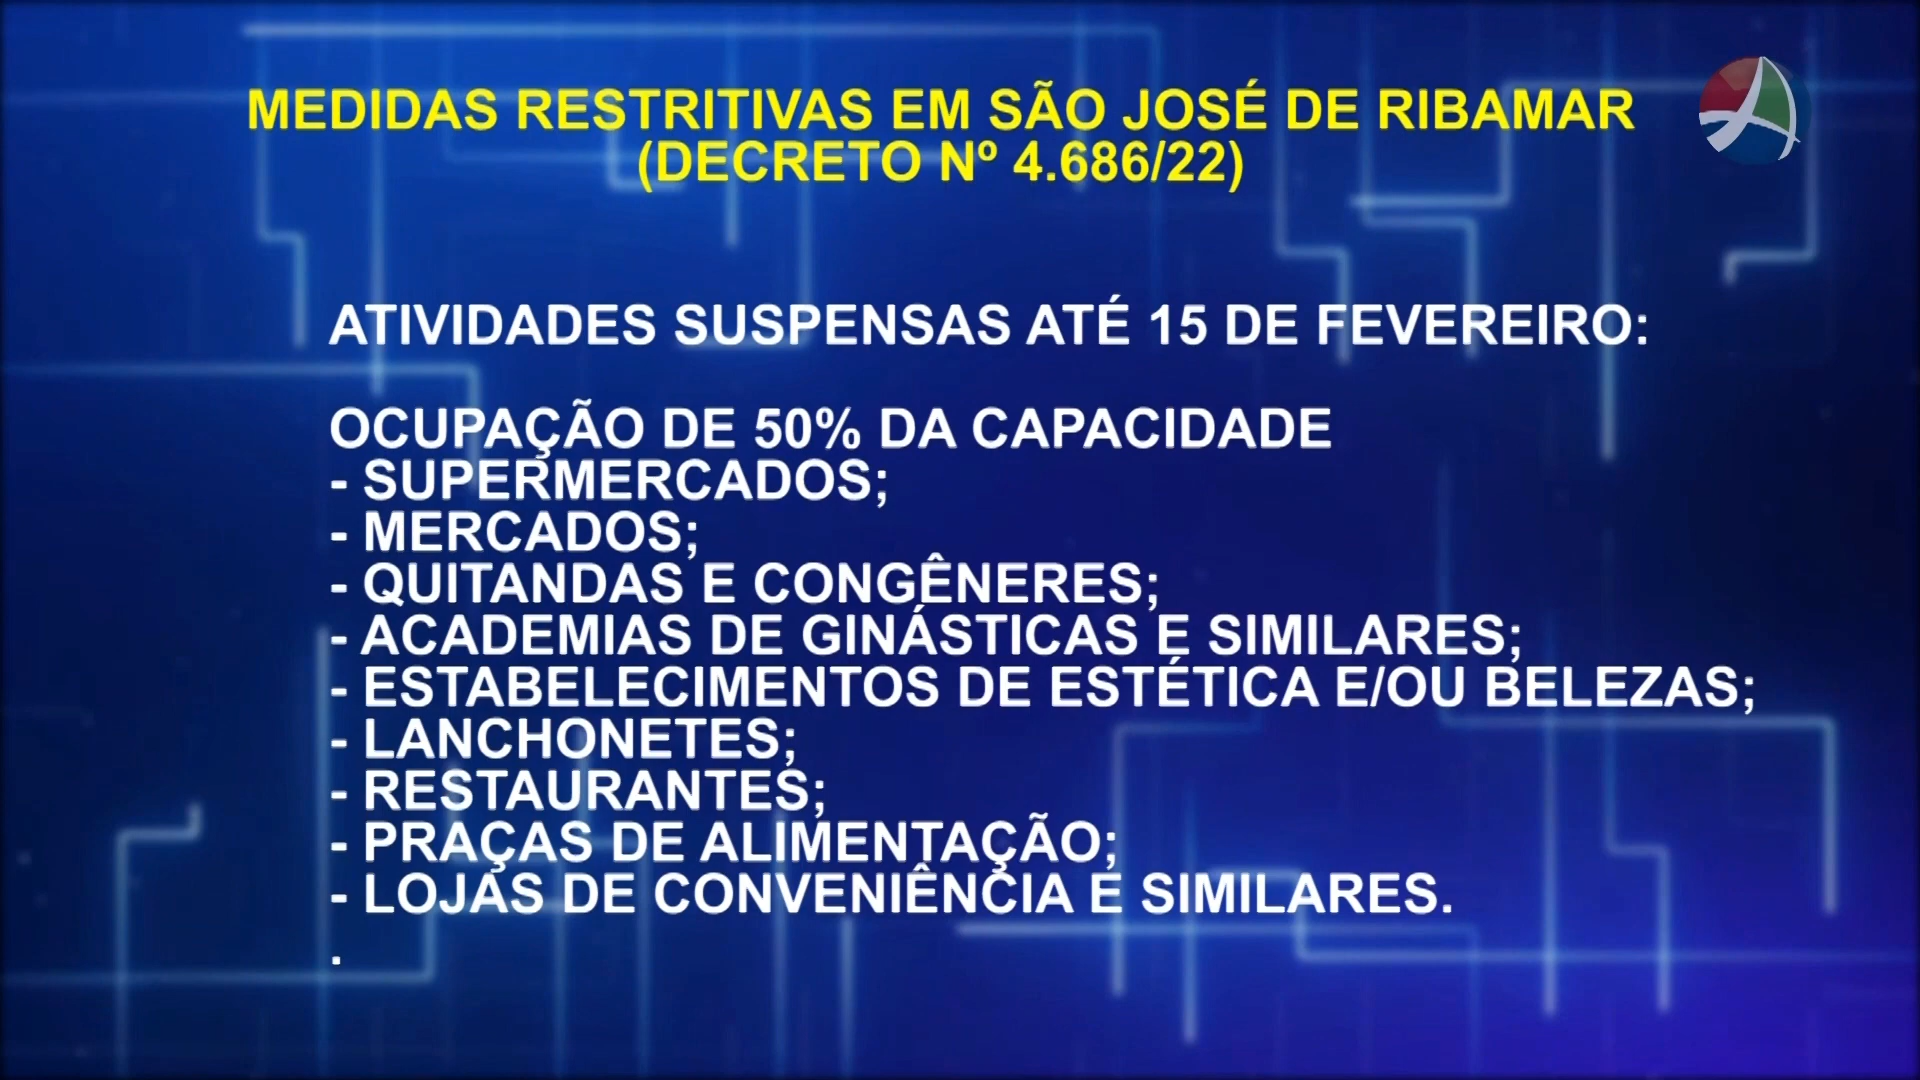 MEDIDAS RESTRITIVAS EM SÃO JOSÉ DE RIBAMAR
(DECRETO Nº 4.686/22)
ATIVIDADES SUSPENSAS ATÉ 15 DE FEVEREIRO:
OCUPAÇÃO DE 50% DA CAPACIDADE
- SUPERMERCADOS;
- MERCADOS;
- QUITANDAS E CONGÊNERES;
- ACADEMIAS DE GINÁSTICAS E SIMILARES;
- ESTABELECIMENTOS DE ESTÉTICA E/OU BELEZAS;
- LANCHONETES;
- RESTAURANTES;
- PRAÇAS DE ALIMENTAÇÃO;
- LOJAS DE CONVENIÊNCIA E SIMILARES.
.